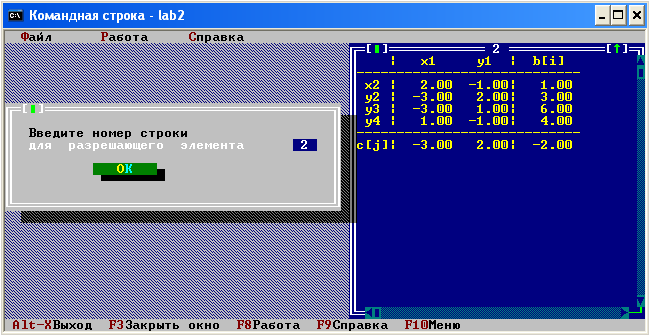 Командная строка - lab2
Файл Работа Справка
Введите номер строки
для разрешающего элемента 2
OK
2
¦ x1 y1 ¦ b[i]
x2 ¦ 2.00 -1.00¦ 1.00
y2 ¦ -3.00 2.00¦ 3.00
y3 ¦ -3.00 1.00¦ 6.00
y4 ¦ 1.00 -1.00¦ 4.00
c[j]¦ -3.00 2.00¦ -2.00
Alt-X Выход F3 Закрыть окно F8 Работа F9 Справка F10 Меню